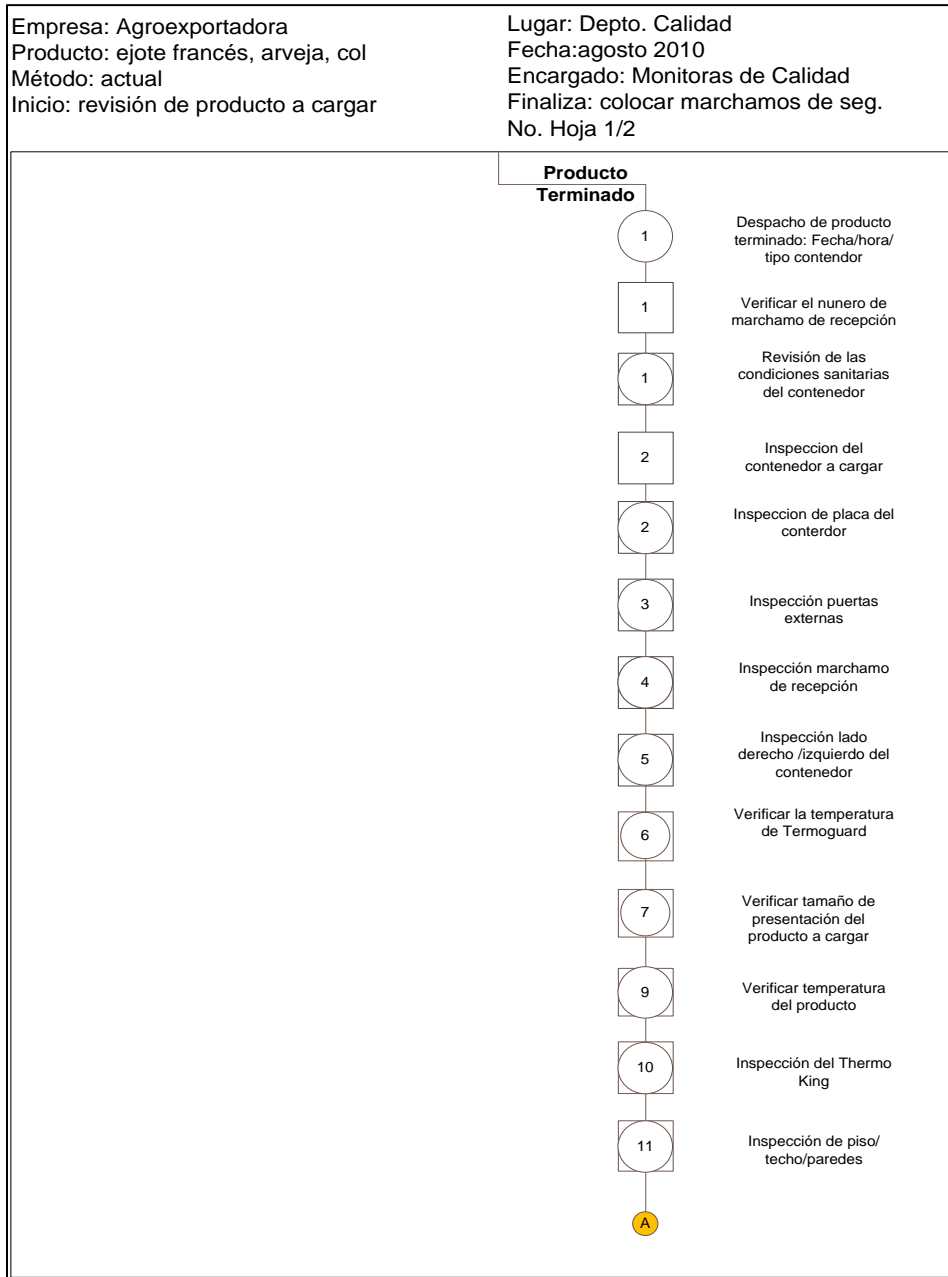 Empresa: Agroexportadora
Producto: ejote francés, arveja, col
Método: actual
Inicio: revisión de producto a cargar
Lugar: Depto. Calidad
Fecha:agosto 2010
Encargado: Monitoras de Calidad
Finaliza: colocar marchamos de seg.
No. Hoja 1/2
Producto
Terminado
1
Despacho de producto
terminado: Fecha/hora/
tipo contendor
1
Verificar el nunero de
marchamo de recepción
1
Revisión de las
condiciones sanitarias
del contenedor
2
Inspeccion del
contenedor a cargar
2
Inspeccion de placa del
conterdor
3
Inspección puertas
externas
4
Inspección marchamo
de recepción
5
Inspección lado
derecho /izquierdo del
contenedor
6
Verificar la temperatura
de Termoguard
7
Verificar tamaño de
presentación del
producto a cargar
9
Verificar temperatura
del producto
10
Inspección del Thermo
King
11
Inspección de piso/
techo/paredes
A